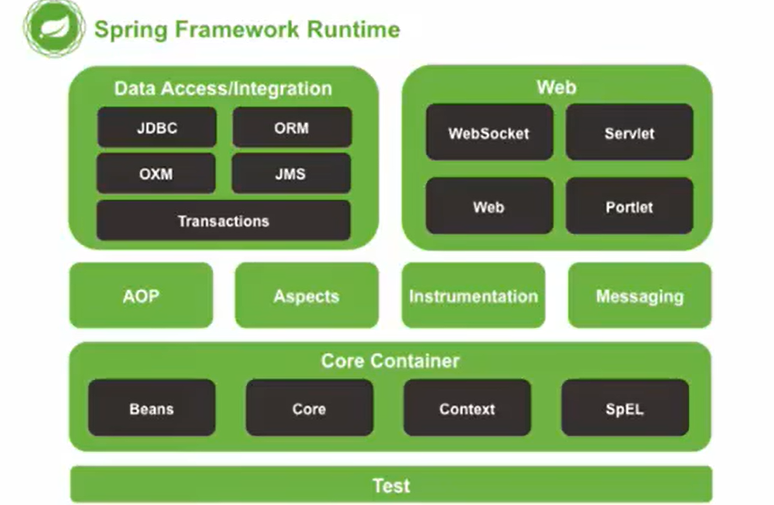 Spring Framework Runtime
Data Access/Integration
JDBC
ORM
OXM
JMS
Transactions
Web
WebSocket
Servlet
Web
Portlet
AOP
Aspects
Instrumentation
Messaging
Core Container
Beans
Core
Context
SpEL
Test